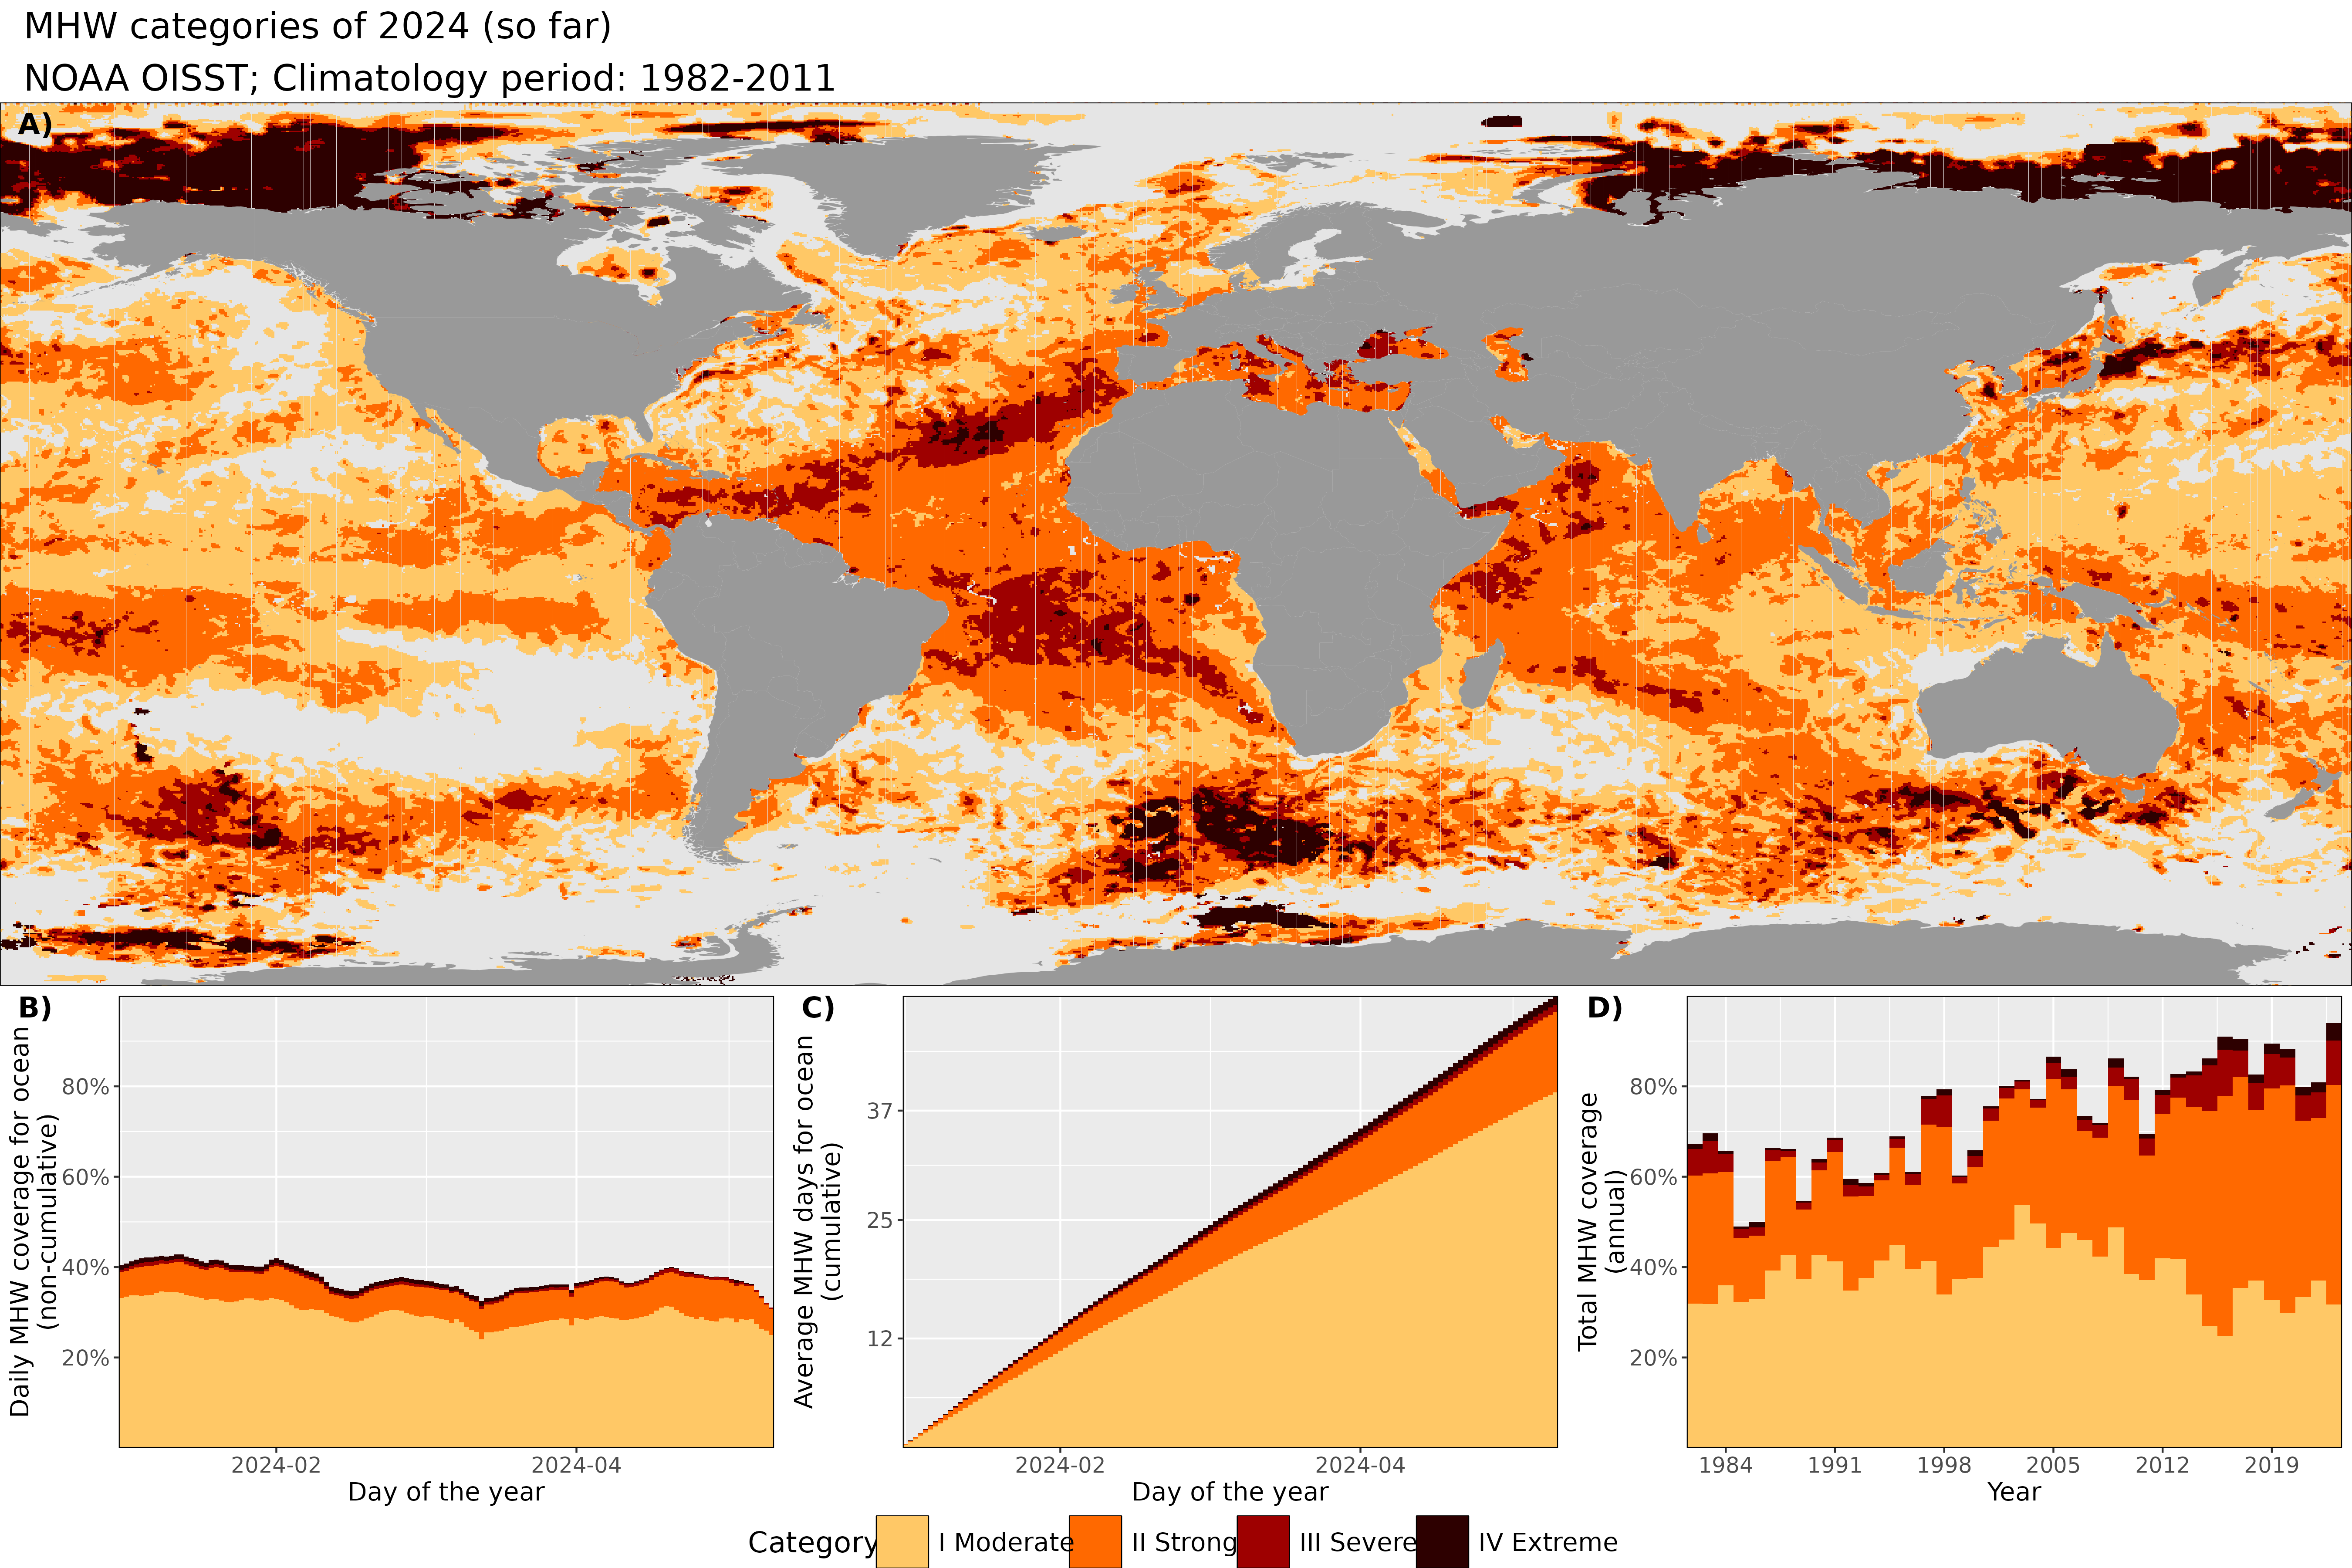 MHW categories of 2024 (so far)
NOAA OISST; Climatology period: 1982-2011
A)
B)
Daily MHW coverage for ocean
(non-cumulative)
80%
60%
40%
20%
2024-02
2024-04
Day of the year
C)
Average MHW days for ocean
(cumulative)
37
25
12
2024-02
2024-04
Day of the year
D)
Total MHW coverage
(annual)
80%
60%
40%
20%
1984
1991
1998
2005
2012
2019
Year
Category
I Moderate
II Strong
III Severe
IV Extreme